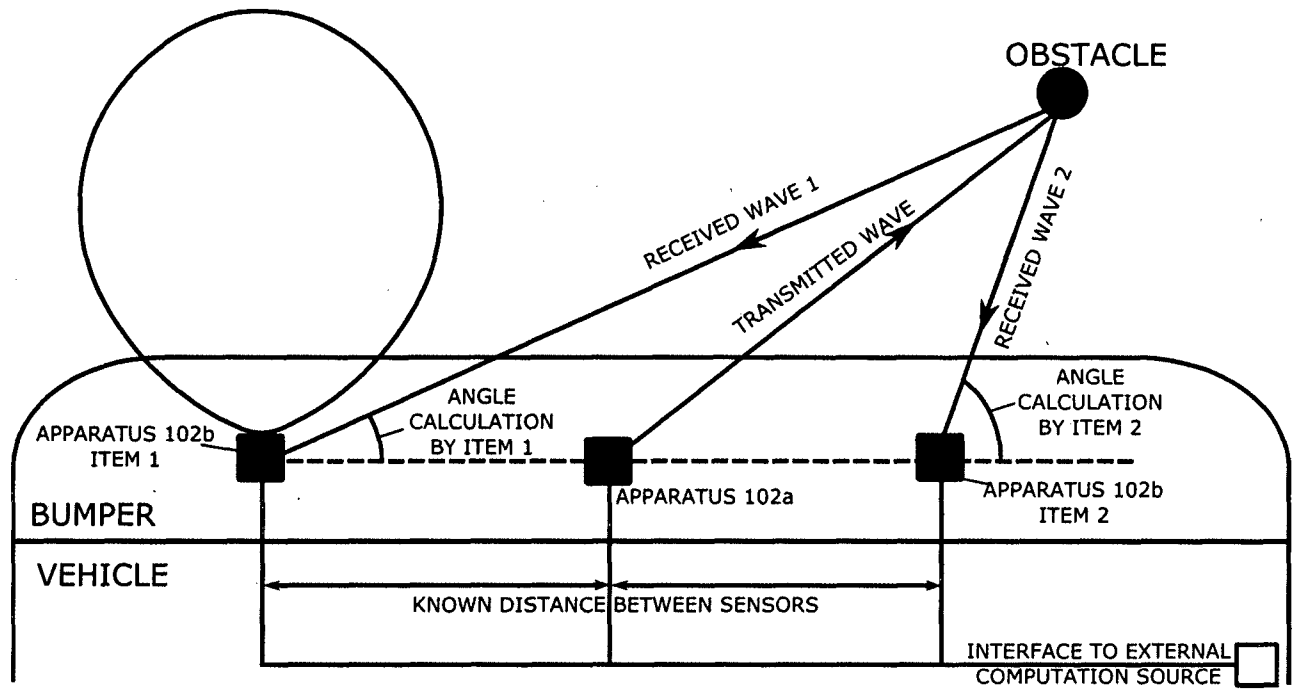 OBSTACLE
RECEIVED WAVE 1
TRANSMITTED WAVE
RECEIVED WAVE 2
ANGLE
CALCULATION
BY ITEM 1
ANGLE
CALCULATION
BY ITEM 2
APPARATUS 102b
ITEM 1
APPARATUS 102a
APPARATUS 102b
ITEM 2
BUMPER
VEHICLE
KNOWN DISTANCE BETWEEN SENSORS
INTERFACE TO EXTERNAL
COMPUTATION SOURCE